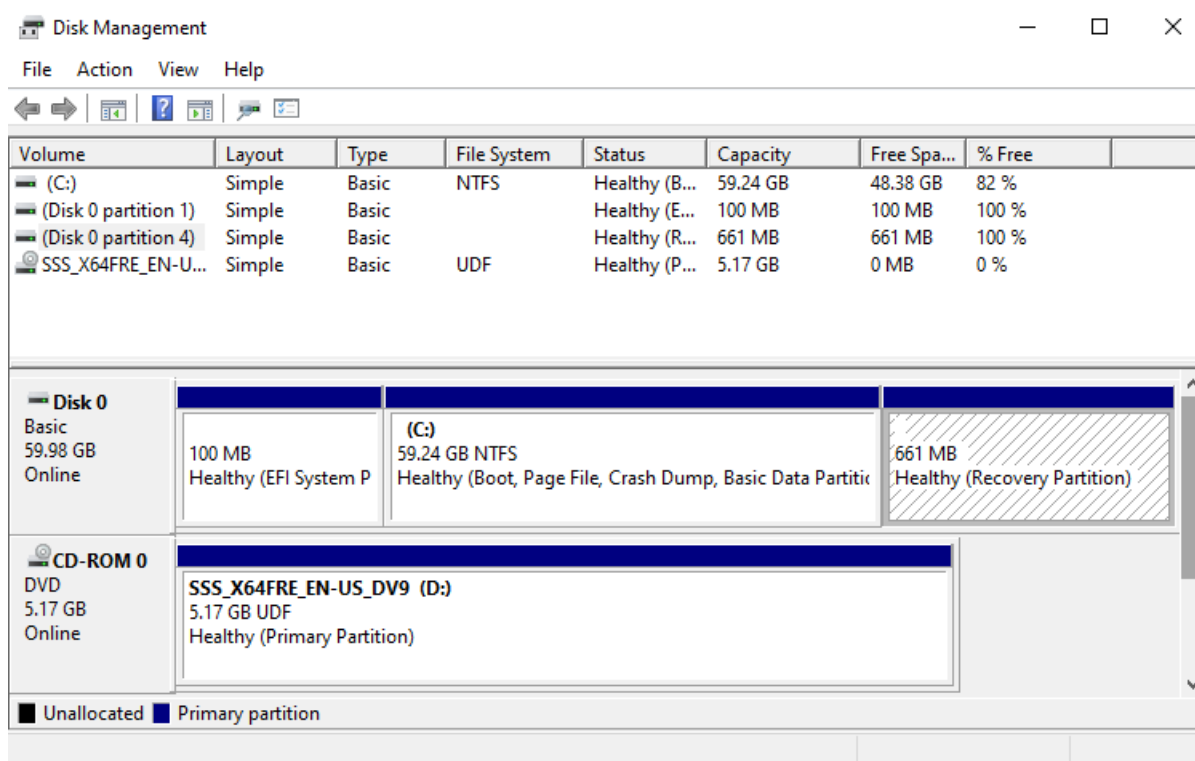 Disk Management
File Action View Help
Volume Layout Type File System Status Capacity Free Spa... % Free
(C:) Simple Basic NTFS Healthy (B... 59.24 GB 48.38 GB 82 %
(Disk 0 partition 1) Simple Basic Healthy (E... 100 MB 100 MB 100 %
(Disk 0 partition 4) Simple Basic Healthy (R... 661 MB 661 MB 100 %
SSS_X64FRE_EN-U... Simple Basic UDF Healthy (P... 5.17 GB 0 MB 0 %
Disk 0
Basic
59.98 GB
Online
100 MB
Healthy (EFI System P
(C:)
59.24 GB NTFS
Healthy (Boot, Page File, Crash Dump, Basic Data Partitic
661 MB
Healthy (Recovery Partition)
CD-ROM 0
DVD
5.17 GB
Online
SSS_X64FRE_EN-US_DV9 (D:)
5.17 GB UDF
Healthy (Primary Partition)
Unallocated Primary partition